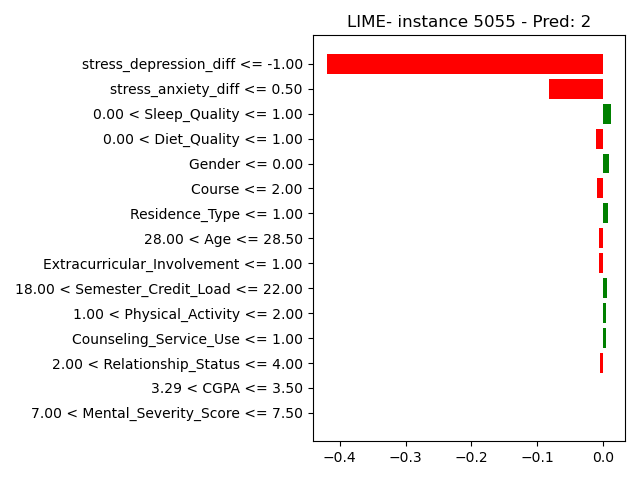 LIME- instance 5055 - Pred: 2
stress_depression_diff <= -1.00
stress_anxiety_diff <= 0.50
0.00 < Sleep_Quality <= 1.00
0.00 < Diet_Quality <= 1.00
Gender <= 0.00
Course <= 2.00
Residence_Type <= 1.00
28.00 < Age <= 28.50
Extracurricular_Involvement <= 1.00
18.00 < Semester_Credit_Load <= 22.00
1.00 < Physical_Activity <= 2.00
Counseling_Service_Use <= 1.00
2.00 < Relationship_Status <= 4.00
3.29 < CGPA <= 3.50
7.00 < Mental_Severity_Score <= 7.50
−0.4 −0.3 −0.2 −0.1 0.0